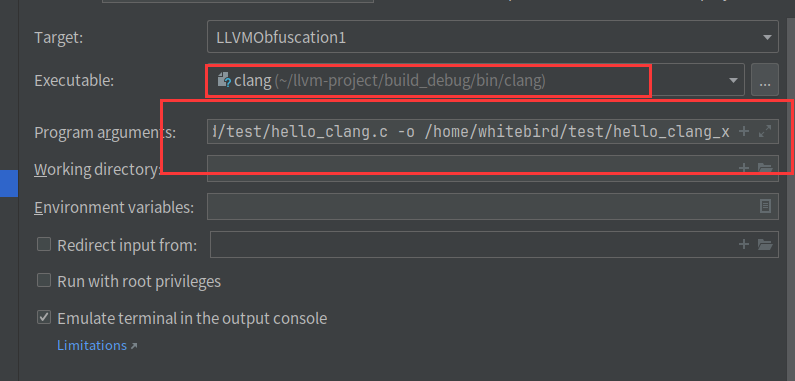 Target: LLVMObfuscation1
Executable: clang (~/llvm-project/build_debug/bin/clang) ...
Program arguments: /test/hello_clang.c -o /home/whitebird/test/hello_clang_x
Working directory:
Environment variables:
Redirect input from:
Run with root privileges
Emulate terminal in the output console
Limitations